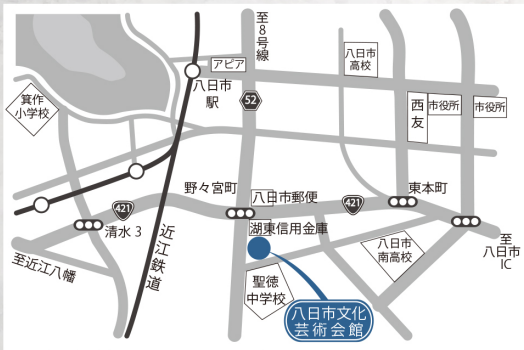 至8号線
アピア
八日市
高校
八日市
駅
52
箕作
小学校
西友
市役所
市役所
野々宮町
八日市郵便
421
421
東本町
清水3
湖東信用金庫
至近江八幡
近江鉄道
八日市
南高校
至
八日市
IC
聖徳
中学校
八日市文化
芸術会館